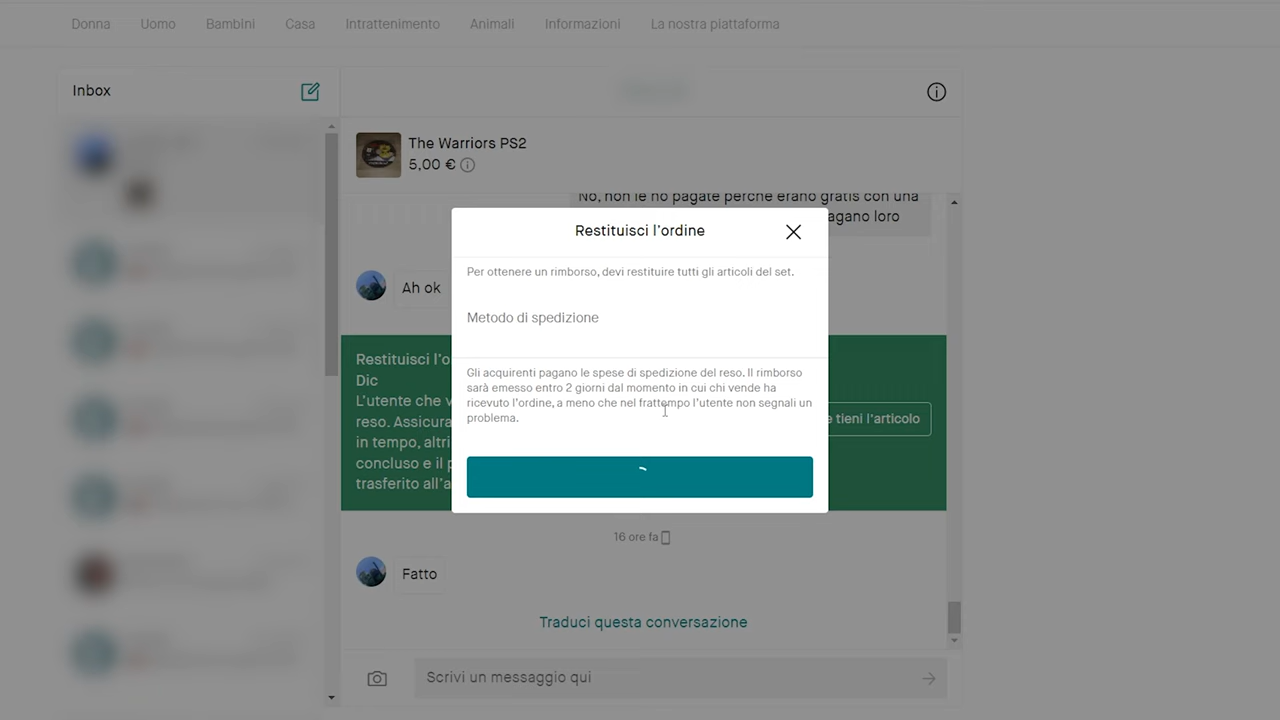 Donna Uomo Bambini Casa Intrattenimento Animali Informazioni La nostra piattaforma
Inbox
The Warriors PS2
5,00 €
No, non le ho pagate perché erano gratis con una
agano loro
Ah ok
Restituisci l'o
Dic
L'utente che v
reso. Assicura
in tempo, altri
concluso e il p
trasferito all'a
e tieni l'articolo
Restituisci l'ordine
Per ottenere un rimborso, devi restituire tutti gli articoli del set.
Metodo di spedizione
Gli acquirenti pagano le spese di spedizione del reso. Il rimborso
sarà emesso entro 2 giorni dal momento in cui chi vende ha
ricevuto l'ordine, a meno che nel frattempo l'utente non segnali un
problema.
16 ore fa
Fatto
Traduci questa conversazione
Scrivi un messaggio qui